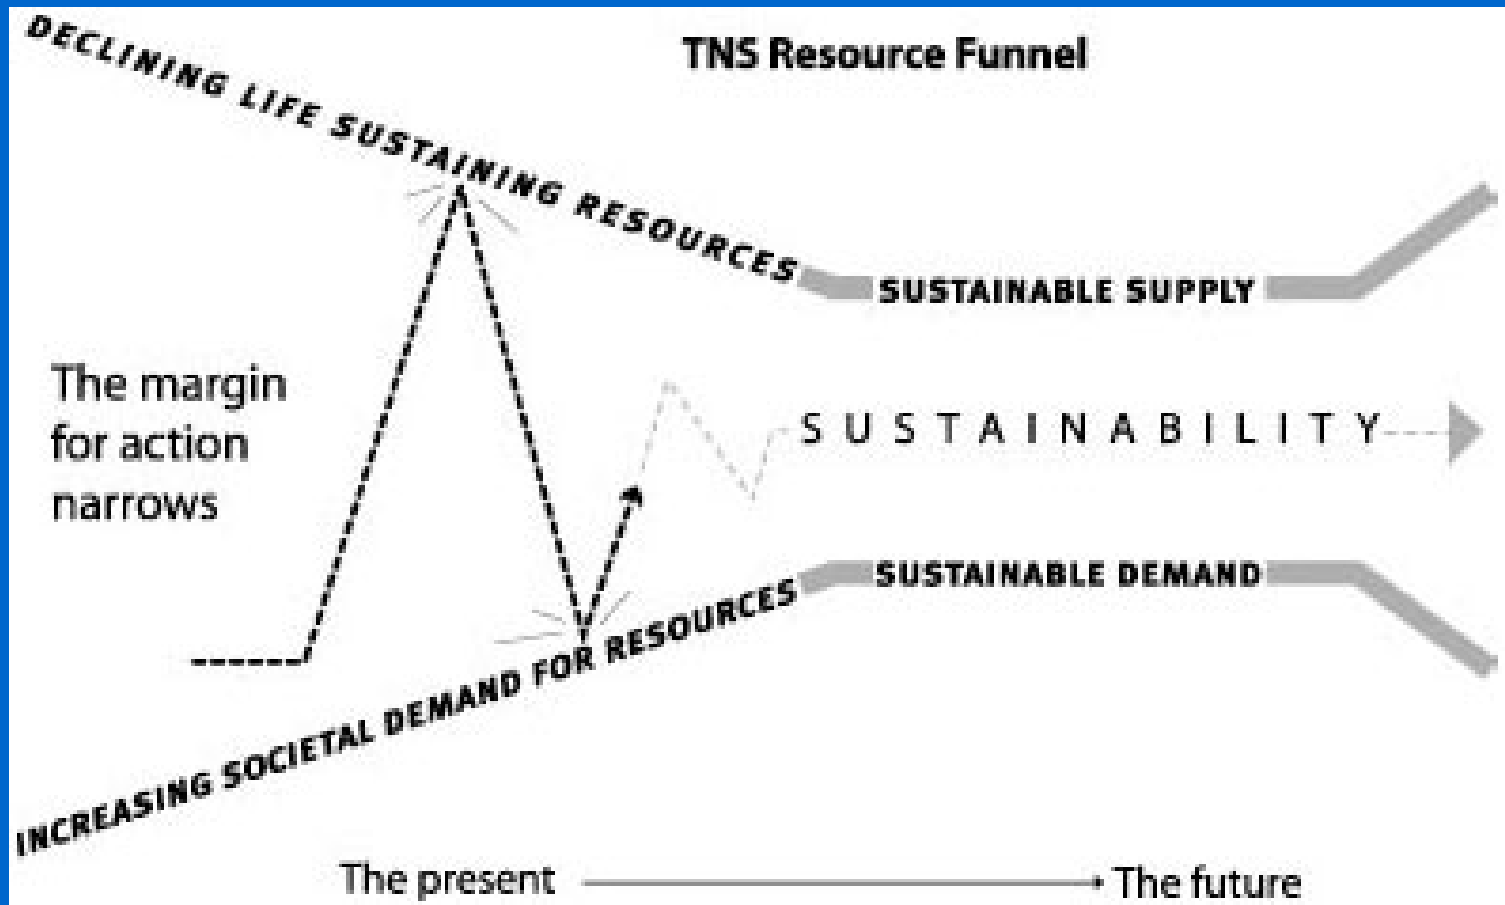 TNS Resource Funnel
DECLINING LIFE SUSTAINING RESOURCES
SUSTAINABLE SUPPLY
The margin
for action
narrows
SUSTAINABILITY
SUSTAINABLE DEMAND
INCREASING SOCIETAL DEMAND FOR RESOURCES
The present
The future